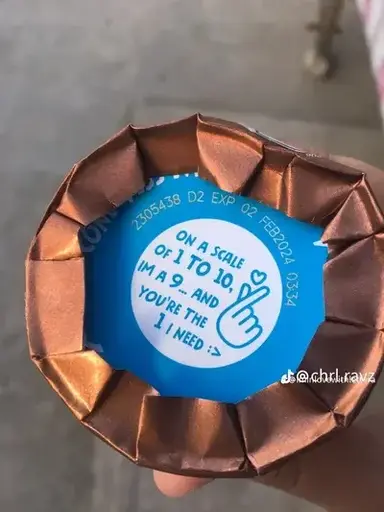 2305438 D2 EXP 02 FEB2024 0334
ON A SCALE
OF 1 TO 10,
IM A 9... AND
YOU'RE THE
1 I NEED :>
@chrl.rayz